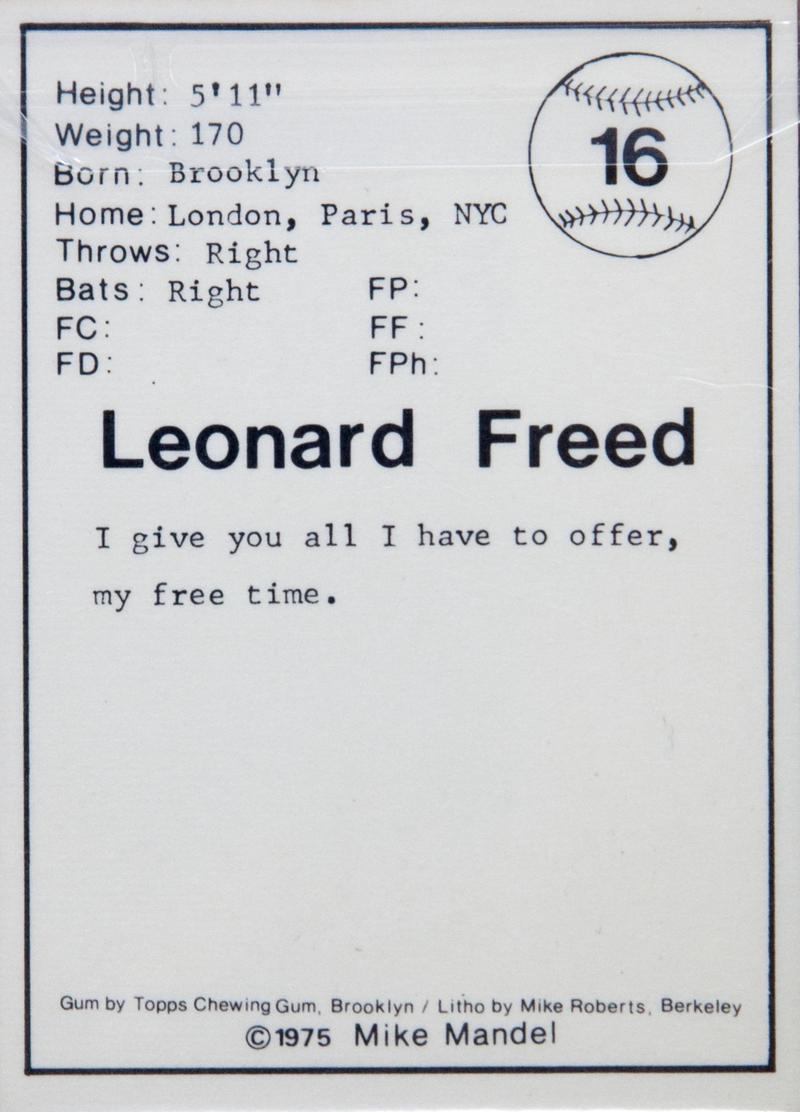 Height: 5'11"
Weight: 170
Born: Brooklyn
Home: London, Paris, NYC
Throws: Right
Bats: Right FP:
FC: FF:
FD: FPh:
16
Leonard Freed
I give you all I have to offer,
my free time.
Gum by Topps Chewing Gum, Brooklyn / Litho by Mike Roberts, Berkeley
©1975 Mike Mandel